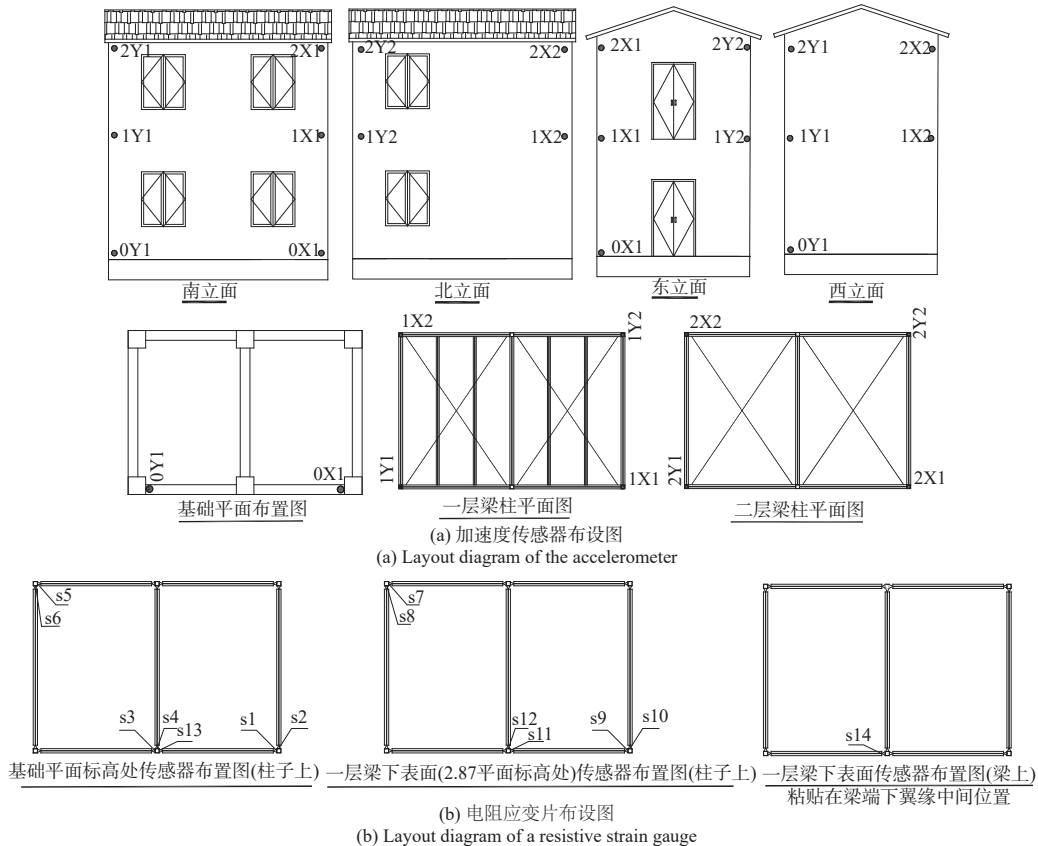 2Y1 2X1
1Y1 1X1
0Y1 0X1
南立面
2Y2 2X2
1Y2 1X2
北立面
2X1 2Y2
1X1 1Y2
0X1
东立面
2Y1 2X2
1Y1 1X2
0Y1
西立面
0Y1 0X1
基础平面布置图
1X2 1Y2
1Y1 1X1
一层梁柱平面图
2X2 2Y2
2Y1 2X1
二层梁柱平面图
(a) 加速度传感器布设图
(a) Layout diagram of the accelerometer
s5
s6
s3 s4 s1 s2
s13
基础平面标高处传感器布置图(柱子上)
s7
s8
s12 s9 s10
s11
一层梁下表面(2.87平面标高处)传感器布置图(柱子上)
s14
一层梁下表面传感器布置图(梁上)
粘贴在梁端下翼缘中间位置
(b) 电阻应变片布设图
(b) Layout diagram of a resistive strain gauge